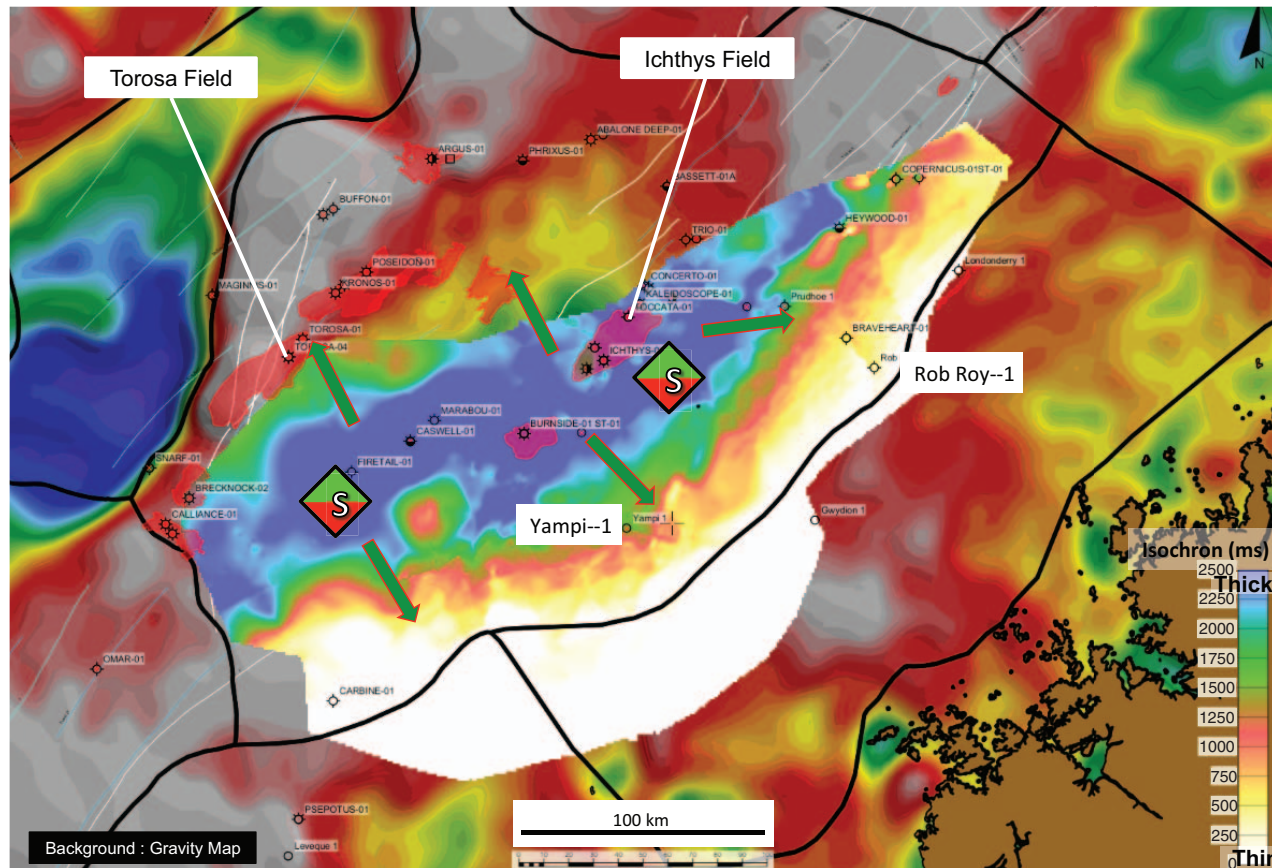 Torosa Field
Ichthys Field
N
ABALONE DEEP-01
ARGUS-01
PHRIXUS-01
BASSETT-01A
COPERNICUS-01ST-01
BUFFON-01
HEYWOOD-01
TRIO-01
POSEIDON-01
Londonderry 1
KRONOS-01
CONCERTO-01
MAGINNIS-01
KALEIDOSCOPE-01
Prudhoe 1
TOROSA-01
BRAVEHEART-01
Rob
Rob Roy--1
S
MARABOU-01
BURNSIDE-01 ST-01
CASWELL-01
SNARF-01
FIRETAIL-01
BRECKNOCK-02
S
CALLIANCE-01
Yampi--1
Yampi 1
Gwydion 1
Isochron (ms)
2500
Thick
2250
2000
1750
1500
1250
1000
750
500
250
0
OMAR-01
CARBINE-01
PSEPOTUS-01
Leveque 1
100 km
Background : Gravity Map